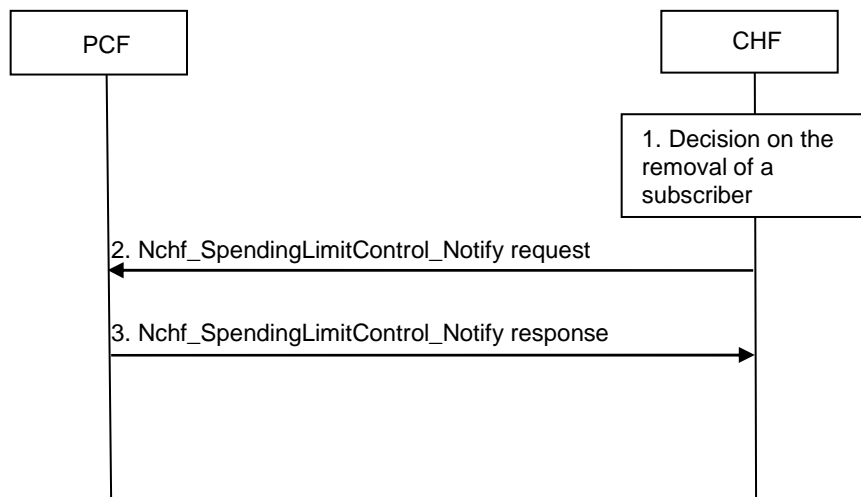 PCF
CHF
1. Decision on the
removal of a
subscriber
2. Nchf_SpendingLimitControl_Notify request
3. Nchf_SpendingLimitControl_Notify response